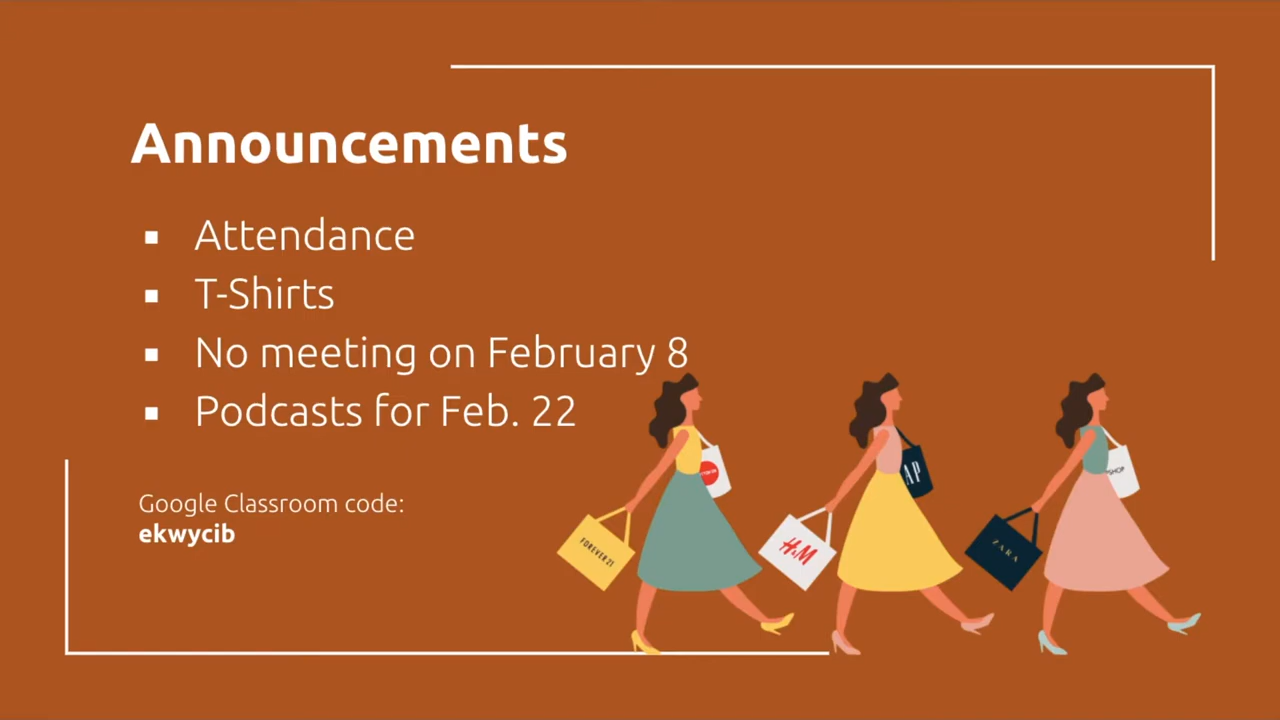 Announcements
Attendance
T-Shirts
No meeting on February 8
Podcasts for Feb. 22
Google Classroom code:
ekwycib
FOREVER 21
H&M
AP
ZARA
SHOP